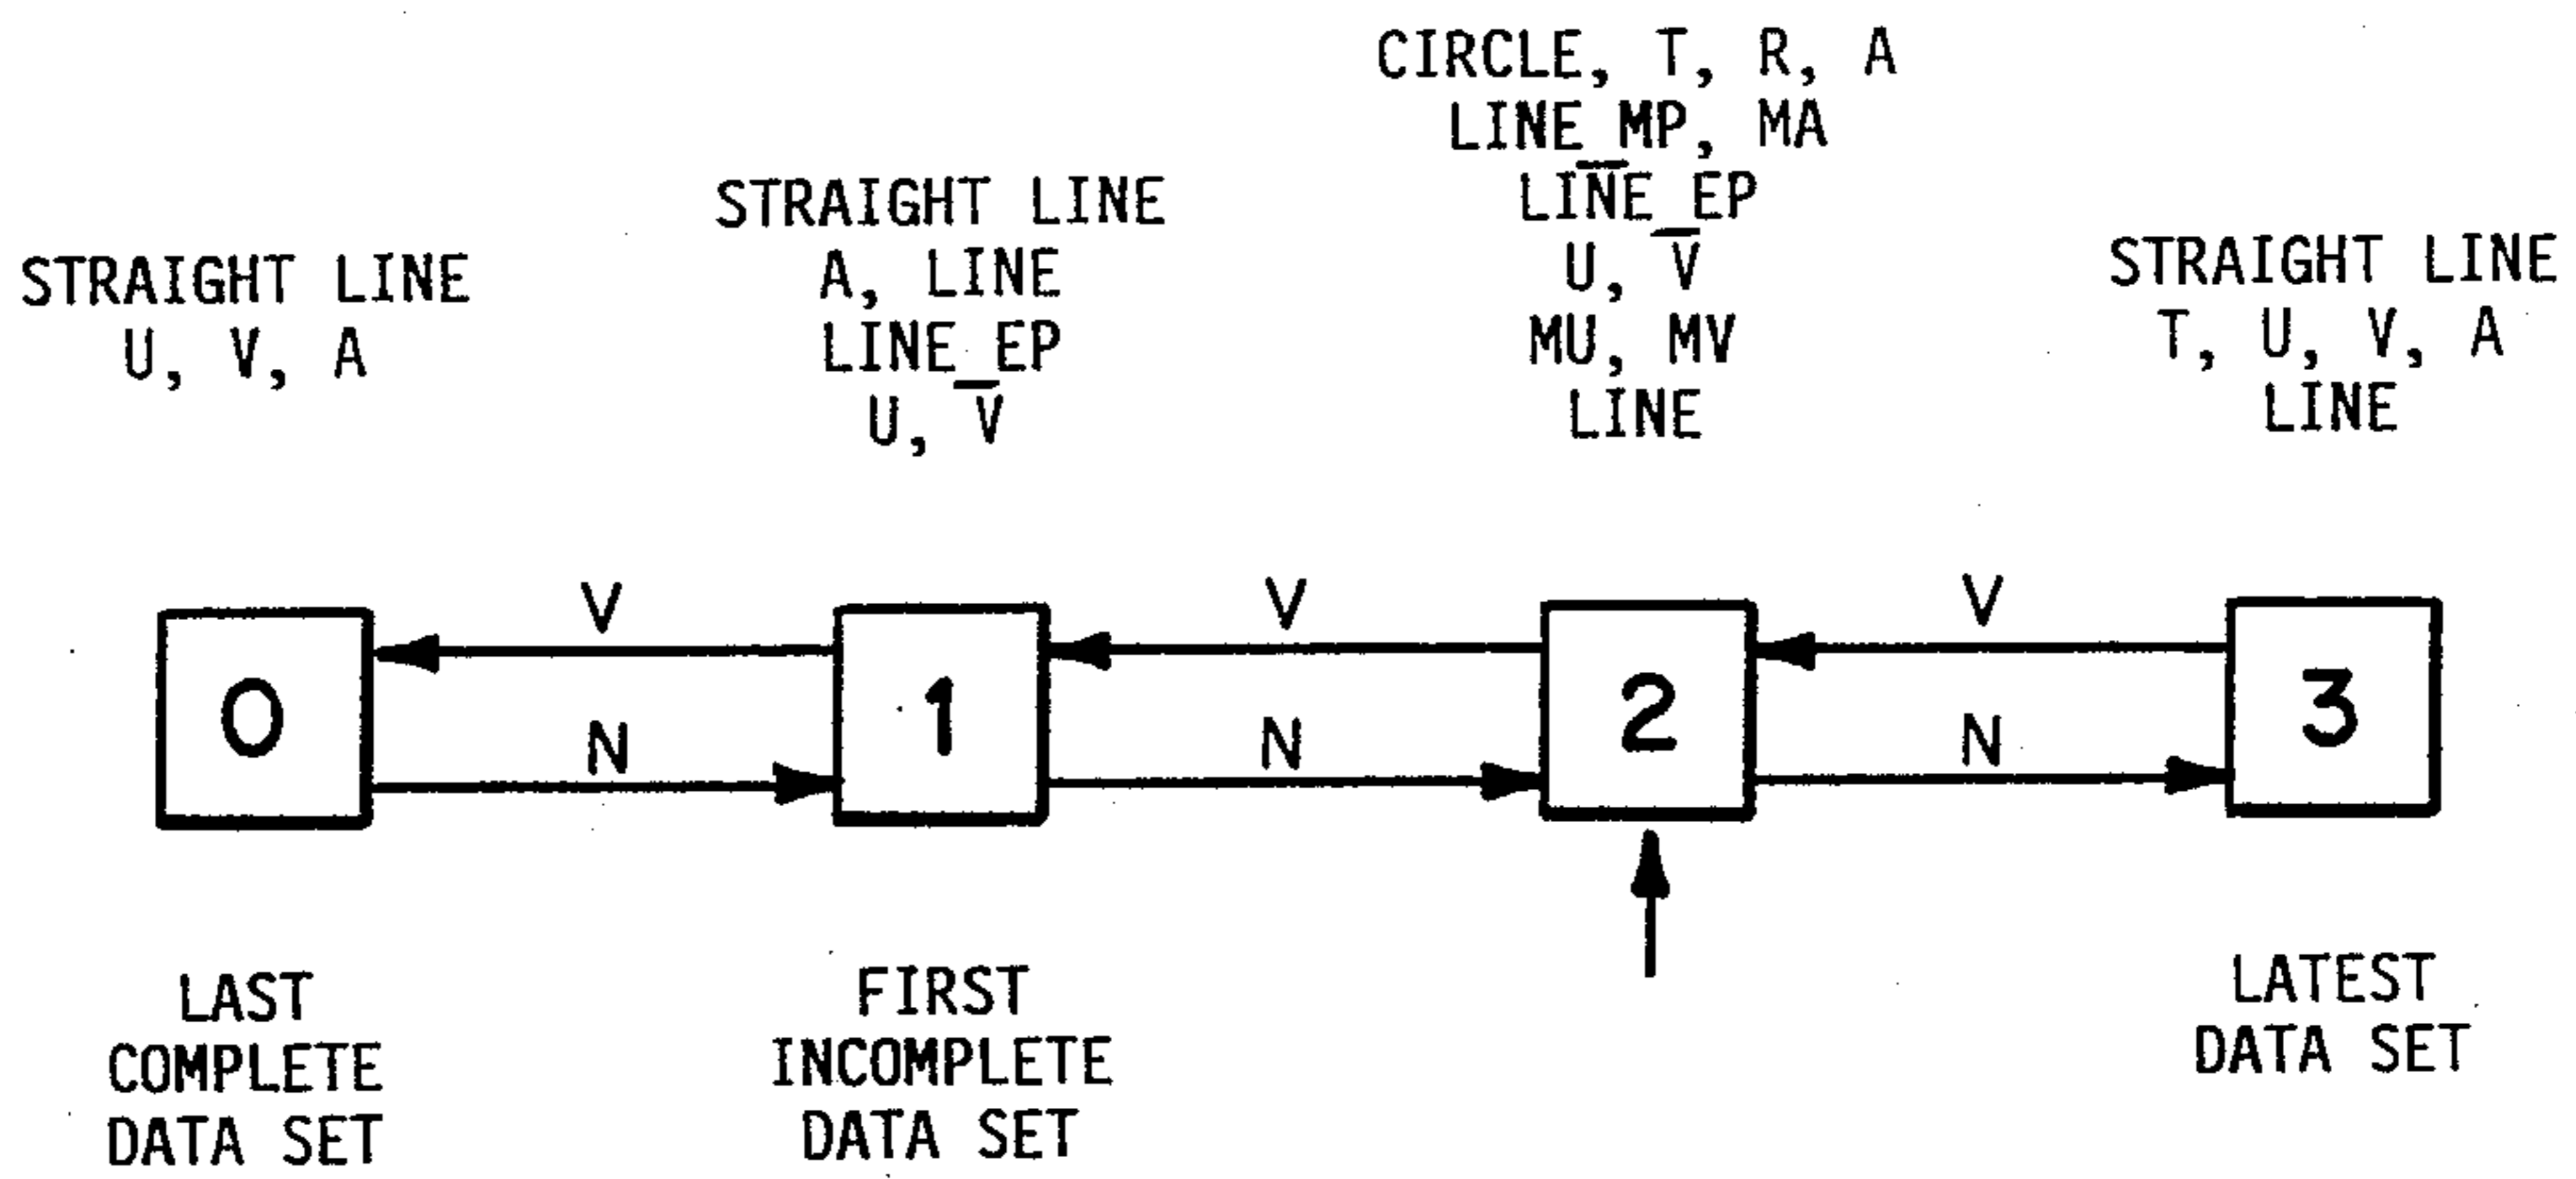 STRAIGHT LINE
U, V, A
STRAIGHT LINE
A, LINE
LINE_EP
U, V
CIRCLE, T, R, A
LINE_MP, MA
LINE_EP
U, V
MU, MV
LINE
STRAIGHT LINE
T, U, V, A
LINE
0
V
N
1
V
N
2
V
N
3
LAST
COMPLETE
DATA SET
FIRST
INCOMPLETE
DATA SET
LATEST
DATA SET